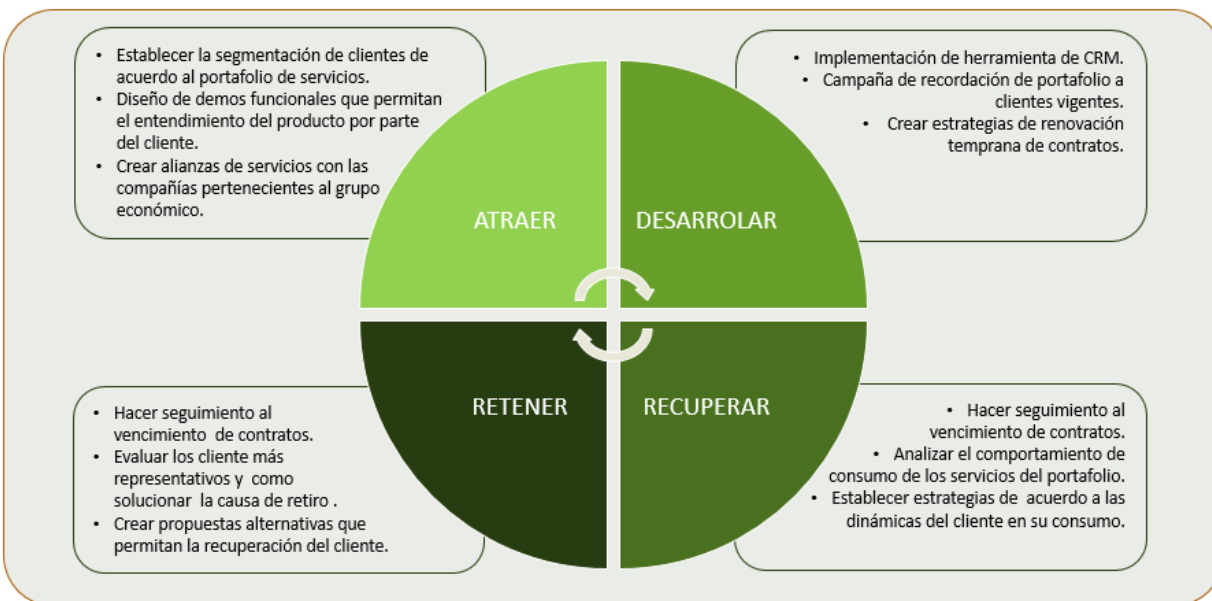 • Establecer la segmentación de clientes de
acuerdo al portafolio de servicios.
• Diseño de demos funcionales que permitan
el entendimiento del producto por parte
del cliente.
• Crear alianzas de servicios con las
compañías pertenecientes al grupo
económico.
• Implementación de herramienta de CRM.
• Campaña de recordación de portafolio a
clientes vigentes.
• Crear estrategias de renovación
temprana de contratos.
ATRAER
DESARROLAR
RETENER
RECUPERAR
• Hacer seguimiento al
vencimiento de contratos.
• Evaluar los cliente más
representativos y como
solucionar la causa de retiro .
• Crear propuestas alternativas que
permitan la recuperación del cliente.
• Hacer seguimiento al
vencimiento de contratos.
• Analizar el comportamiento de
consumo de los servicios del portafolio.
• Establecer estrategias de acuerdo a las
dinámicas del cliente en su consumo.